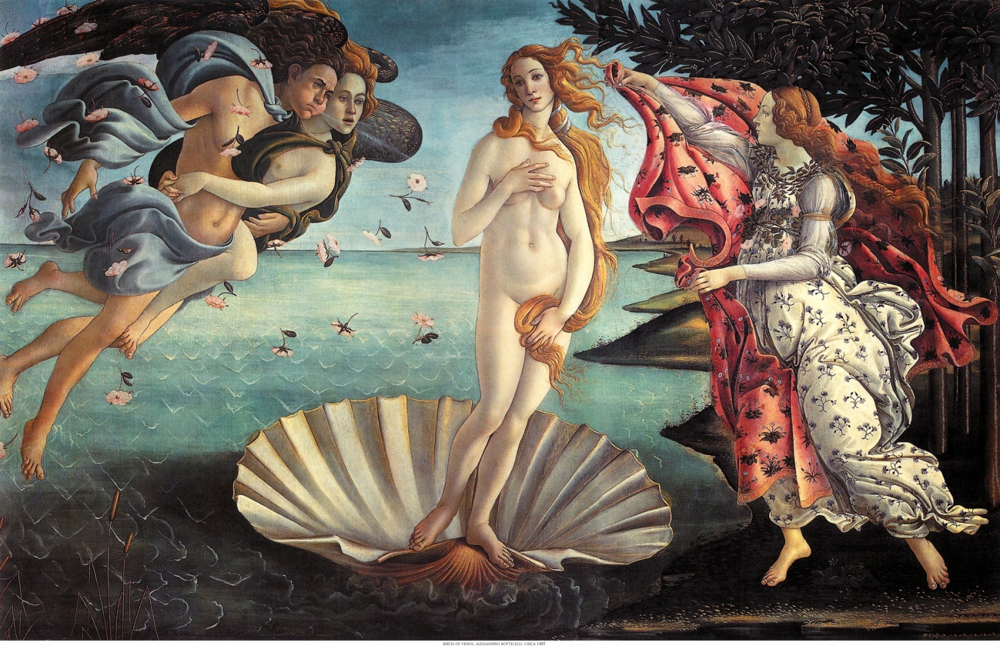 BIRTH OF VENUS, ALESSANDRO BOTTICELLI, CIRCA 1485